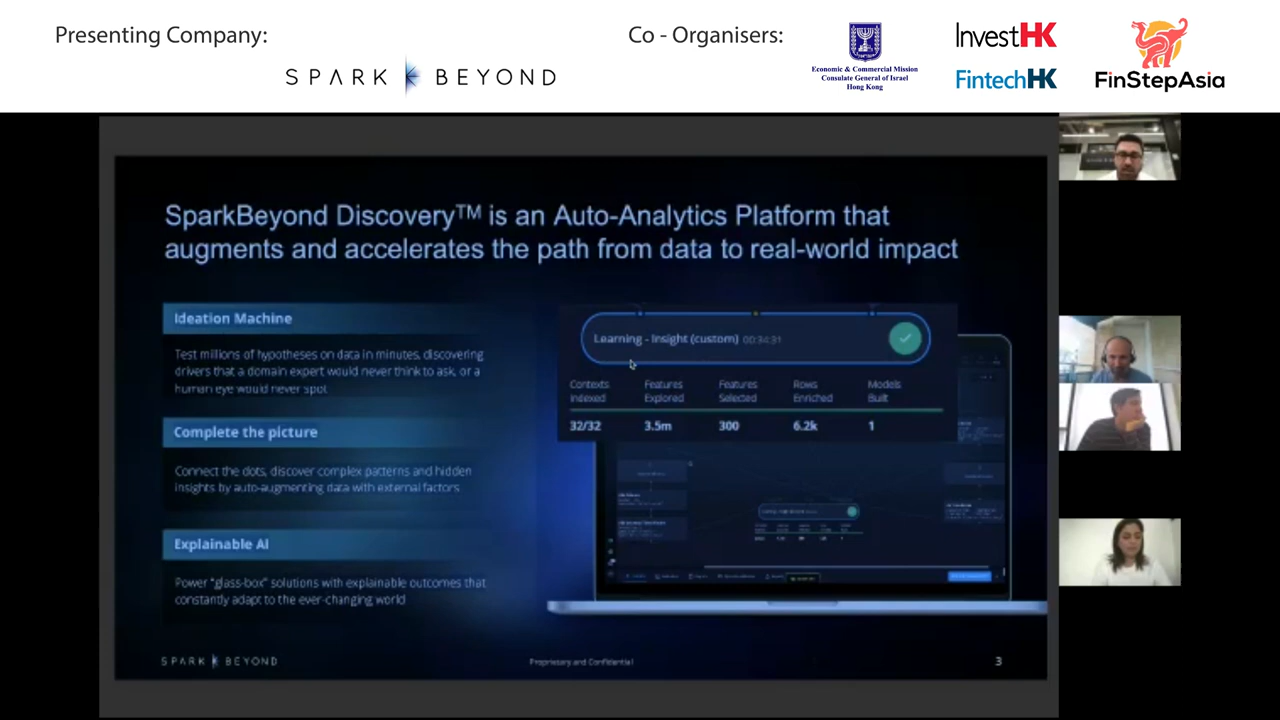 Presenting Company:
SPARK BEYOND
Co - Organisers:
Economic & Commercial Mission
Consulate General of Israel
Hong Kong
InvestHK
FintechHK
FinStepAsia
SparkBeyond Discovery™ is an Auto-Analytics Platform that
augments and accelerates the path from data to real-world impact
Ideation Machine
Test millions of hypotheses on data in minutes, discovering
drivers that a domain expert would never think to ask, or a
human eye would never spot
Complete the picture
Connect the dots, discover complex patterns and hidden
insights by auto-augmenting data with external factors
Explainable AI
Power "glass-box" solutions with explainable outcomes that
constantly adapt to the ever-changing world
Learning - Insight (custom) 00:34:31
Contexts Features Features Rows Models
Indexed Explored Selected Enriched Built
32/32 3.5m 300 6.2k 1
SPARK BEYOND
Proprietary and Confidential
3